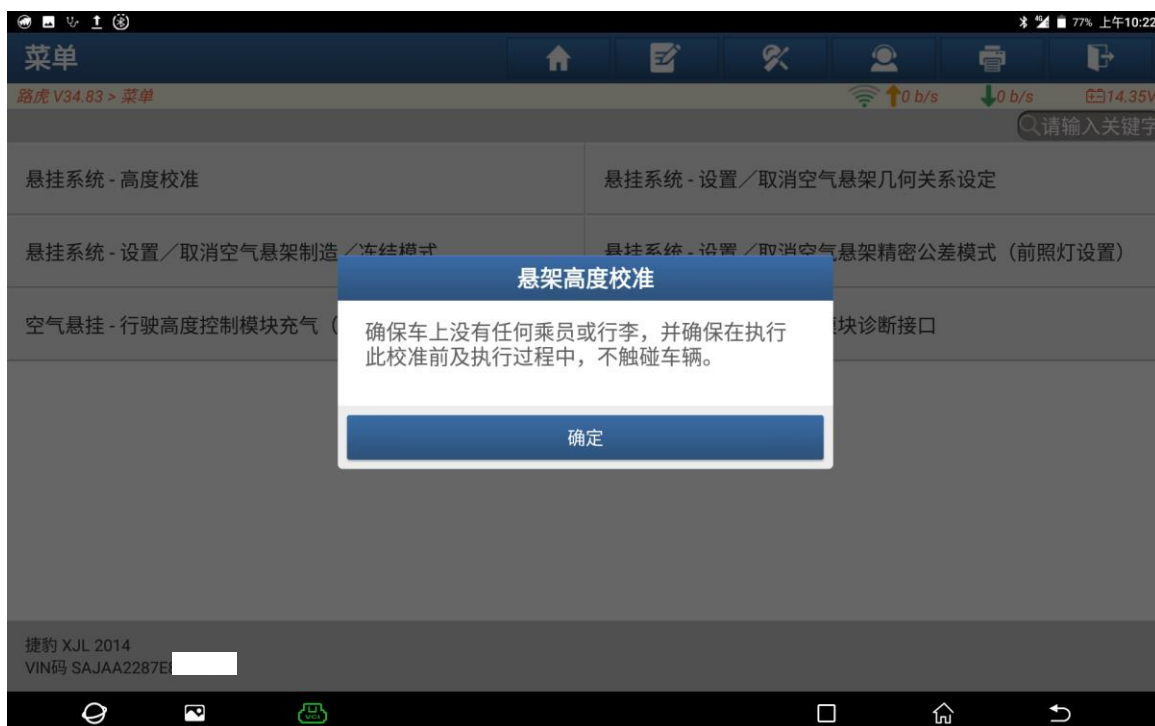 4G 77% 上午10:22
菜单
路虎 V34.83 > 菜单
0 b/s 0 b/s 14.35V
请输入关键字
悬挂系统 - 高度校准
悬挂系统 - 设置／取消空气悬架几何关系设定
悬挂系统 - 设置／取消空气悬架制造／冻结模式
悬挂系统 - 设置／取消空气悬架精密公差模式（前照灯设置）
悬架高度校准
空气悬挂 - 行驶高度控制模块充气（
块诊断接口
确保车上没有任何乘员或行李，并确保在执行
此校准前及执行过程中，不触碰车辆。
确定
捷豹 XJL 2014
VIN码 SAJAA2287E
VCI